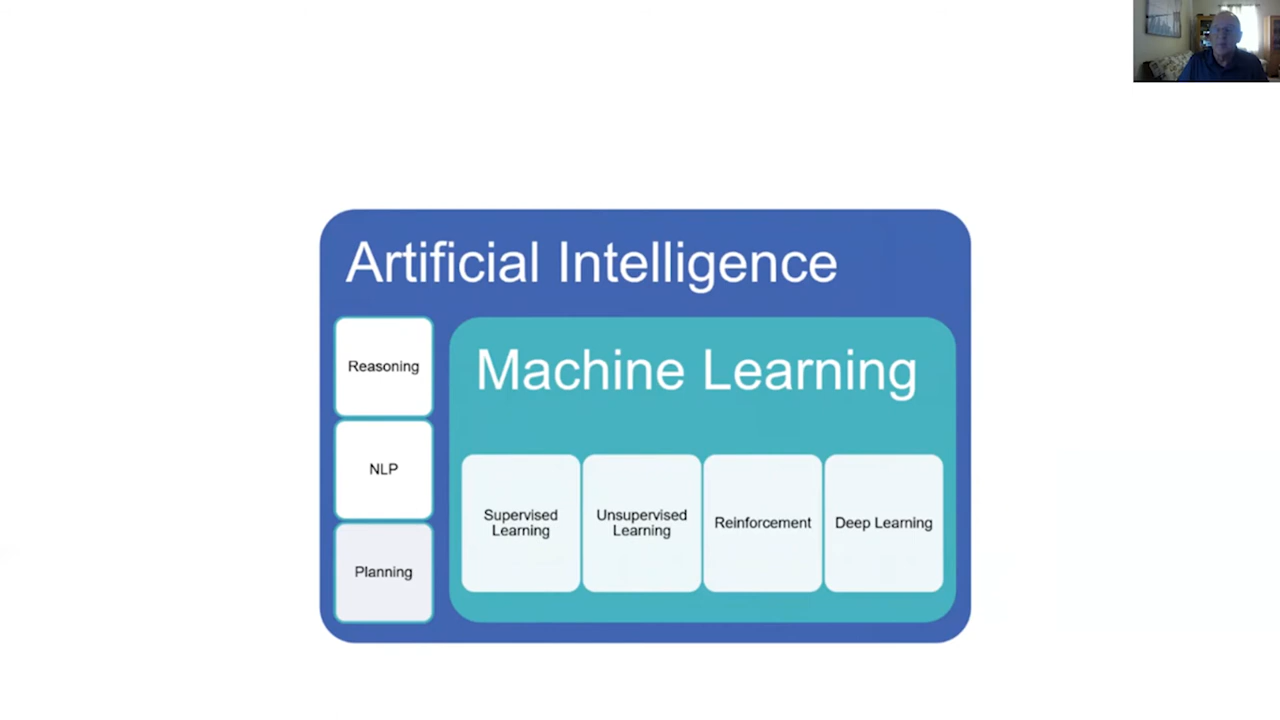 Artificial Intelligence
Reasoning
NLP
Planning
Machine Learning
Supervised
Learning
Unsupervised
Learning
Reinforcement
Deep Learning